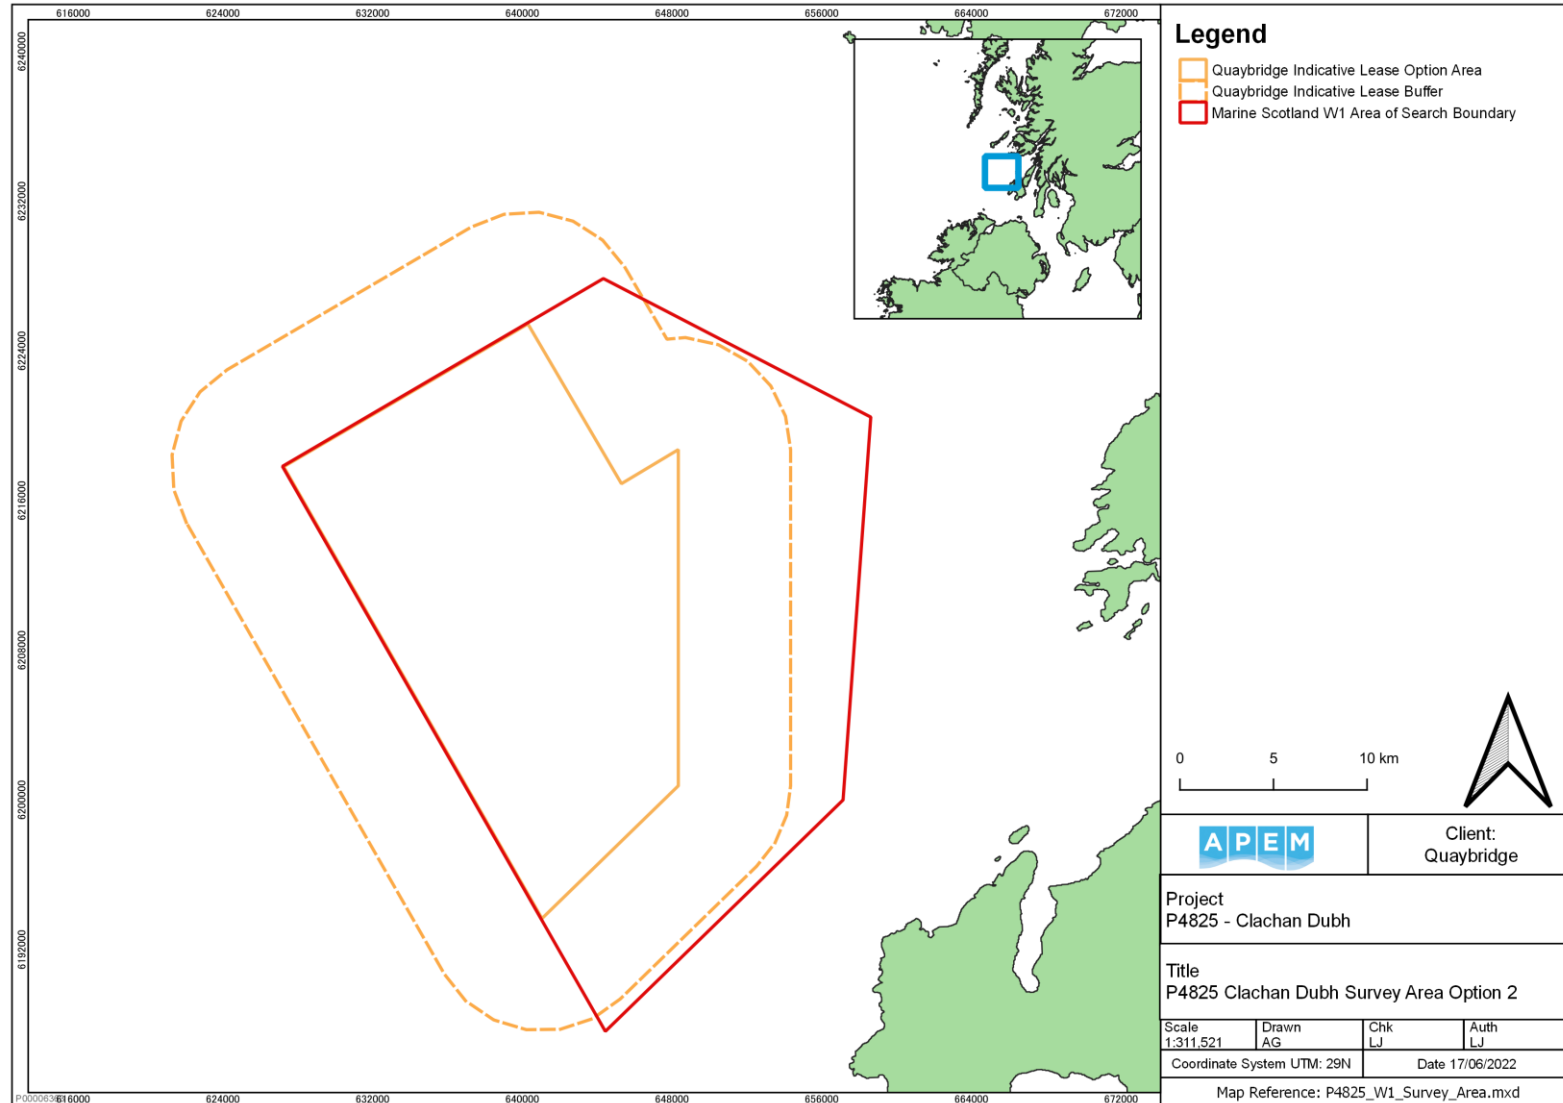 616000 624000 632000 640000 648000 656000 664000 672000
6240000
6232000
6224000
6216000
6208000
6200000
6192000
616000 624000 632000 640000 648000 656000 664000 672000
Legend
Quaybridge Indicative Lease Option Area
Quaybridge Indicative Lease Buffer
Marine Scotland W1 Area of Search Boundary
0 5 10 km
APEM
Client:
Quaybridge
Project
P4825 - Clachan Dubh
Title
P4825 Clachan Dubh Survey Area Option 2
Scale
1:311,521
Drawn
AG
Chk
LJ
Auth
LJ
Coordinate System UTM: 29N
Date 17/06/2022
Map Reference: P4825_W1_Survey_Area.mxd